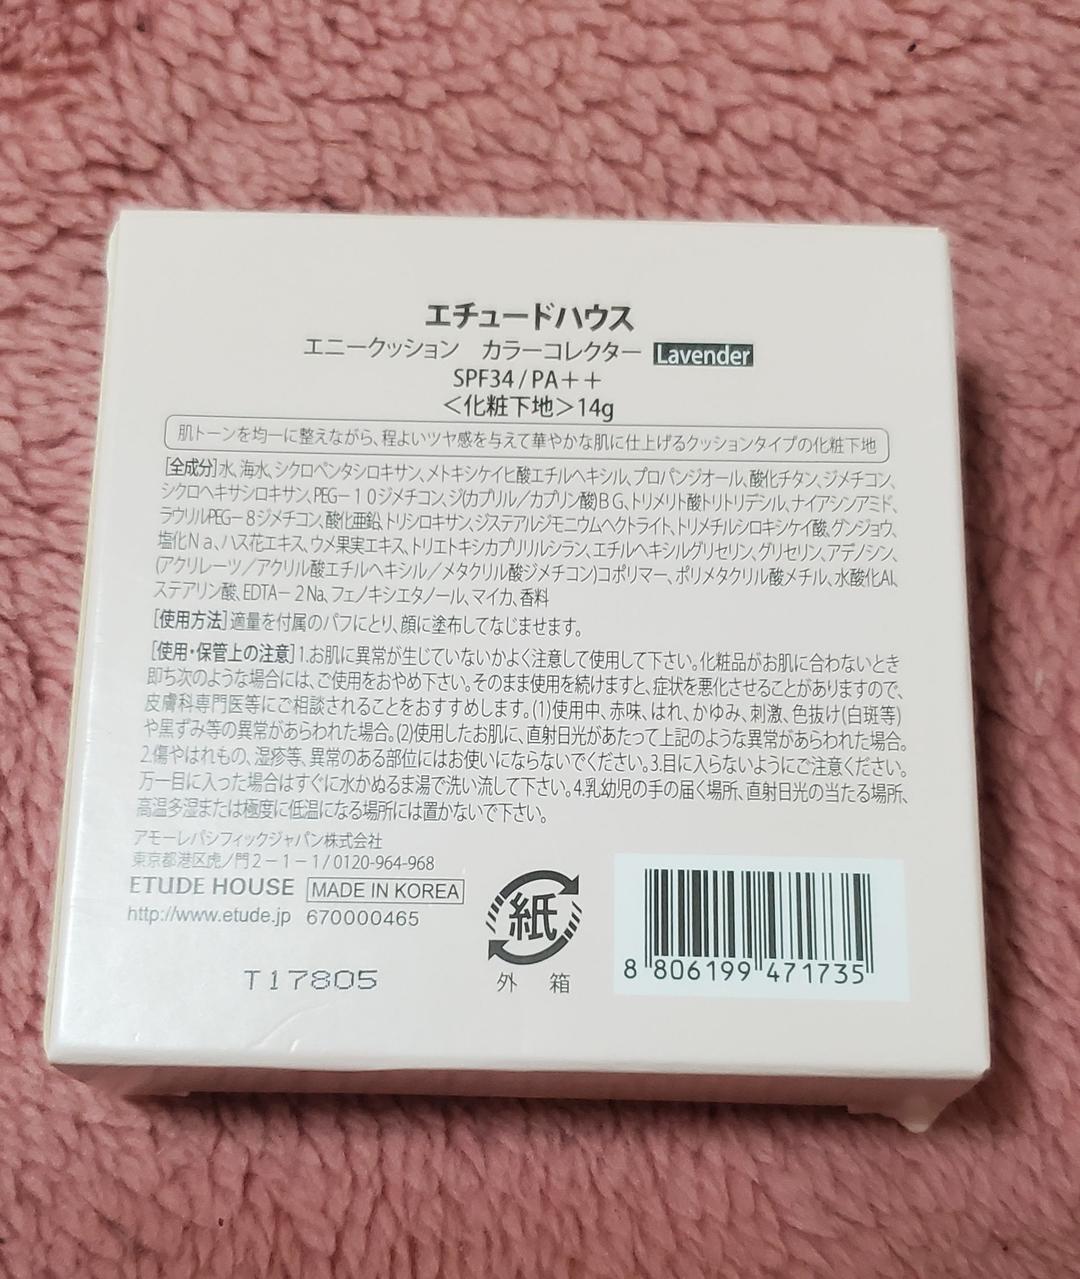 エチュードハウス
エニークッション カラーコレクター Lavender
SPF34/PA++
<化粧下地>14g
肌トーンを均一に整えながら、程よいツヤ感を与えて華やかな肌に仕上げるクッションタイプの化粧下地
[全成分]水、海水、シクロペンタシロキサン、メトキシケイヒ酸エチルヘキシル、プロパンジオール、酸化チタン、ジメチコン、
シクロヘキサシロキサン、PEG-10ジメチコン、ジ(カプリル/カプリン酸)BG、トリメリト酸トリトリデシル、ナイアシンアミド、
ラウリルPEG-8ジメチコン、酸化亜鉛、トリシロキサン、ジステアルジモニウムヘクトライト、トリメチルシロキシケイ酸、グンジョウ、
塩化Na、ハス花エキス、ウメ果実エキス、トリエトキシカプリリルシラン、エチルヘキシルグリセリン、グリセリン、アデノシン、
(アクリレーツ/アクリル酸エチルヘキシル/メタクリル酸ジメチコン)コポリマー、ポリメタクリル酸メチル、水酸化Al、
ステアリン酸、EDTA-2Na、フェノキシエタノール、マイカ、香料
[使用方法]適量を付属のパフにとり、顔に塗布してなじませます。
[使用・保管上の注意]1.お肌に異常が生じていないかよく注意して使用して下さい。化粧品がお肌に合わないとき
即ち次のような場合には、ご使用をおやめ下さい。そのまま使用を続けますと、症状を悪化させることがありますので、
皮膚科専門医等にご相談されることをおすすめします。(1)使用中、赤味、はれ、かゆみ、刺激、色抜け(白斑等)
や黒ずみ等の異常があらわれた場合。(2)使用したお肌に、直射日光があたって上記のような異常があらわれた場合。
2.傷やはれもの、湿疹等、異常のある部位にはお使いにならないでください。3.目に入らないようにご注意ください。
万一目に入った場合はすぐに水かぬるま湯で洗い流して下さい。4.乳幼児の手の届く場所、直射日光の当たる場所、
高温多湿または極度に低温になる場所には置かないで下さい。
アモーレパシフィックジャパン株式会社
東京都港区虎ノ門2-1-1/0120-964-968
ETUDE HOUSE MADE IN KOREA
http://www.etude.jp 670000465
T17805
紙
外 箱
8 806199 471735